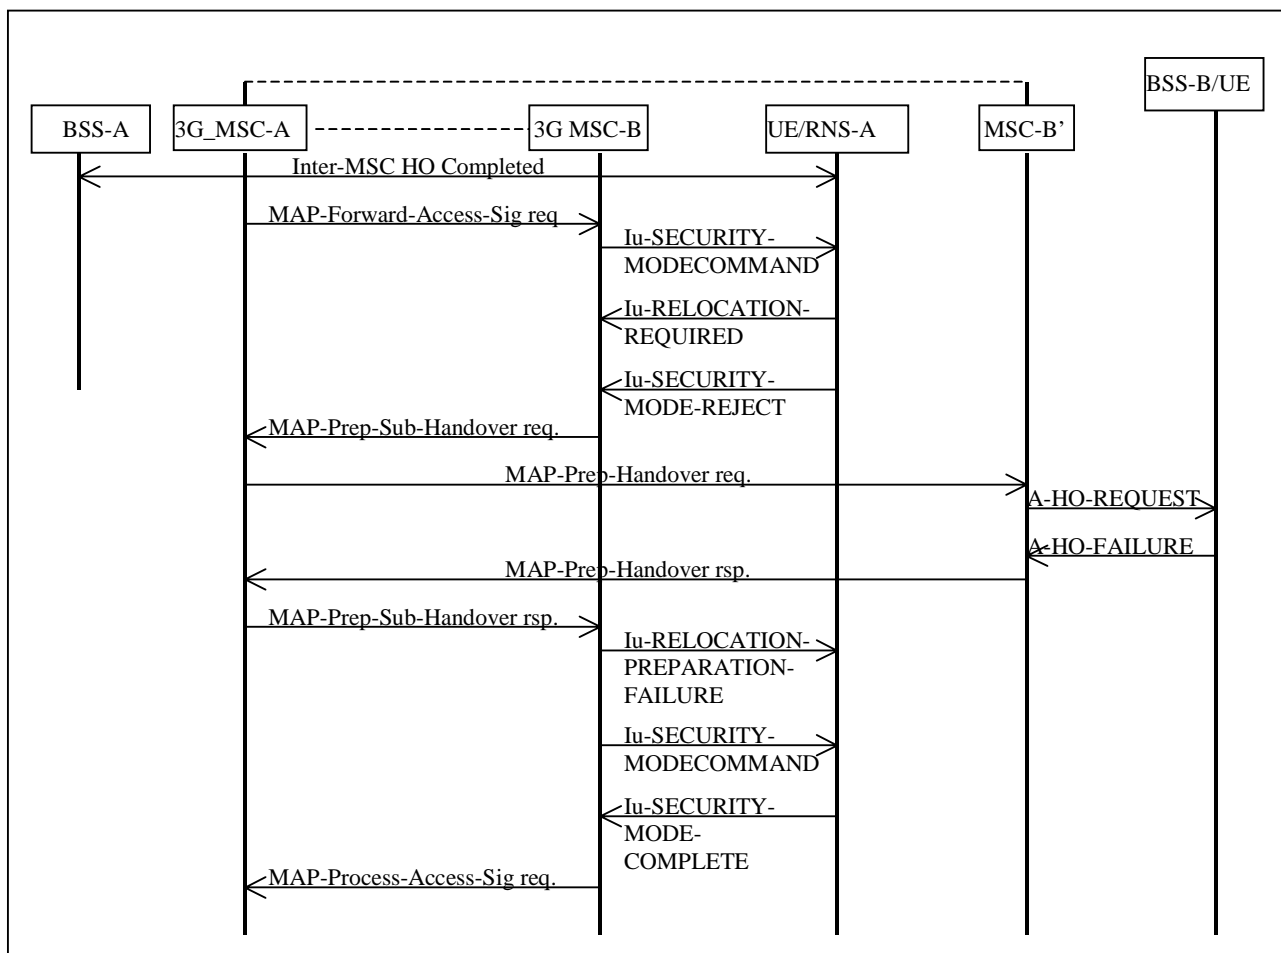 BSS-B/UE
BSS-A
3G_MSC-A
3G MSC-B
UE/RNS-A
MSC-B’
Inter-MSC HO Completed
MAP-Forward-Access-Sig req
Iu-SECURITY-
MODECOMMAND
Iu-RELOCATION-
REQUIRED
Iu-SECURITY-
MODE-REJECT
MAP-Prep-Sub-Handover req.
MAP-Prep-Handover req.
A-HO-REQUEST
A-HO-FAILURE
MAP-Prep-Handover rsp.
MAP-Prep-Sub-Handover rsp.
Iu-RELOCATION-
PREPARATION-
FAILURE
Iu-SECURITY-
MODECOMMAND
Iu-SECURITY-
MODE-
COMPLETE
MAP-Process-Access-Sig req.